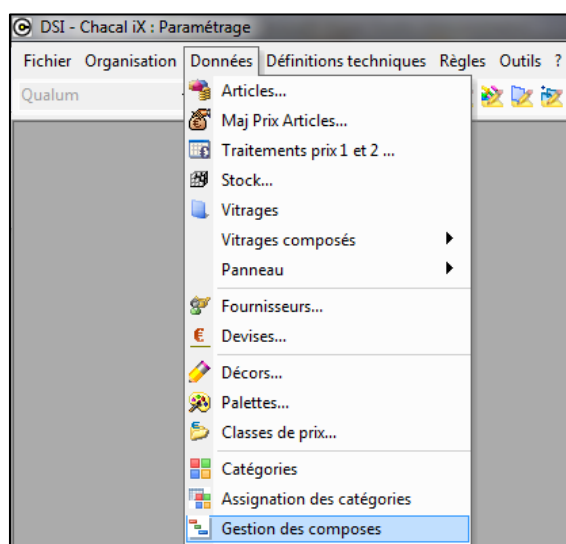 DSI - Chacal iX : Paramétrage
Fichier Organisation Données Définitions techniques Règles Outils ?
Qualum
Articles...
Maj Prix Articles...
Traitements prix 1 et 2 ...
Stock...
Vitrages
Vitrages composés
Panneau
Fournisseurs...
Devises...
Décors...
Palettes...
Classes de prix...
Catégories
Assignation des catégories
Gestion des composes